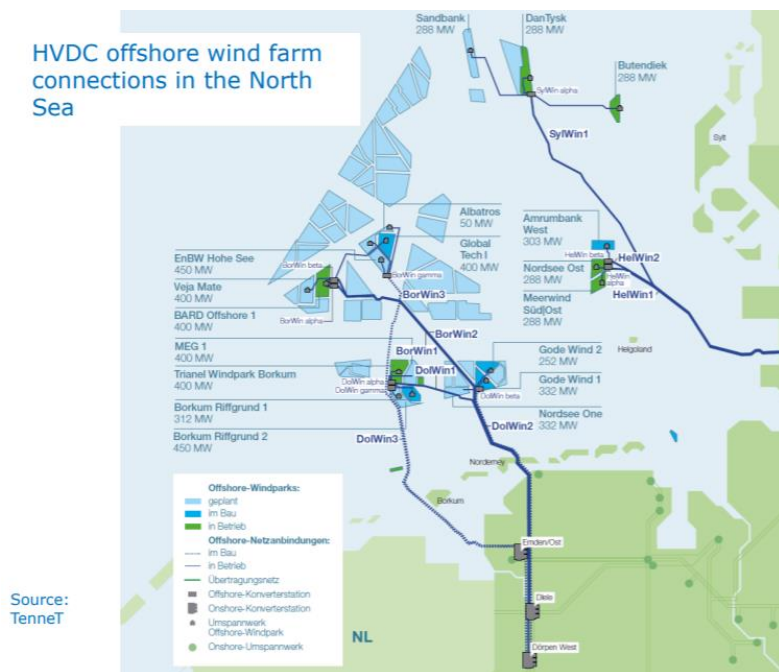 HVDC offshore wind farm
connections in the North
Sea
Sandbank
288 MW
DanTysk
288 MW
Butendiek
288 MW
SylWin alpha
SylWin1
Sylt
Albatros
50 MW
Global
Tech I
400 MW
Amrumbank
West
303 MW
HelWin beta
HelWin2
EnBW Hohe See
450 MW
BorWin beta
BorWin gamma
Nordsee Ost
288 MW
HelWin
alpha
HelWin1
Veja Mate
400 MW
BorWin3
Meerwind
Süd|Ost
288 MW
BARD Offshore 1
400 MW
BorWin alpha
BorWin2
Helgoland
MEG 1
400 MW
BorWin1
Gode Wind 2
252 MW
DolWin1
Trianel Windpark Borkum
400 MW
DolWin alpha
DolWin gamma
Gode Wind 1
332 MW
DolWin beta
Borkum Riffgrund 1
312 MW
Nordsee One
332 MW
DolWin2
Borkum Riffgrund 2
450 MW
DolWin3
Norderney
Borkum
Offshore-Windparks:
geplant
im Bau
in Betrieb
Offshore-Netzanbindungen:
im Bau
in Betrieb
Übertragungsnetz
Offshore-Konverterstation
Onshore-Konverterstation
Umspannwerk
Offshore-Windpark
Onshore-Umspannwerk
Emden/Ost
Diele
Dörpen West
NL
Source:
TenneT